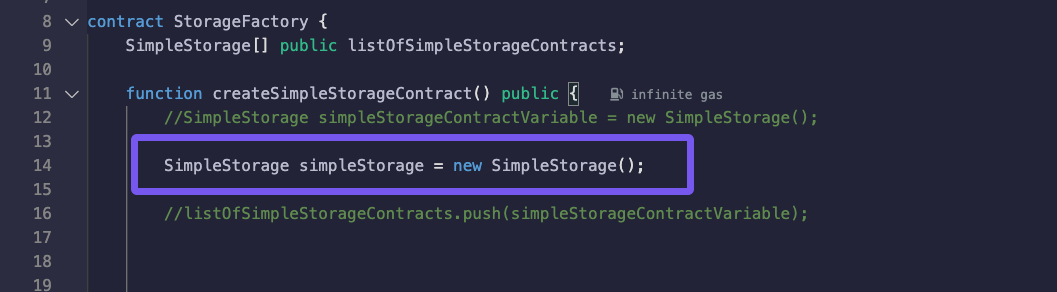 8 contract StorageFactory {
9 SimpleStorage[] public listOfSimpleStorageContracts;
10
11 function createSimpleStorageContract() public { infinite gas
12 //SimpleStorage simpleStorageContractVariable = new SimpleStorage();
13
14 SimpleStorage simpleStorage = new SimpleStorage();
15
16 //listOfSimpleStorageContracts.push(simpleStorageContractVariable);
17
18
19